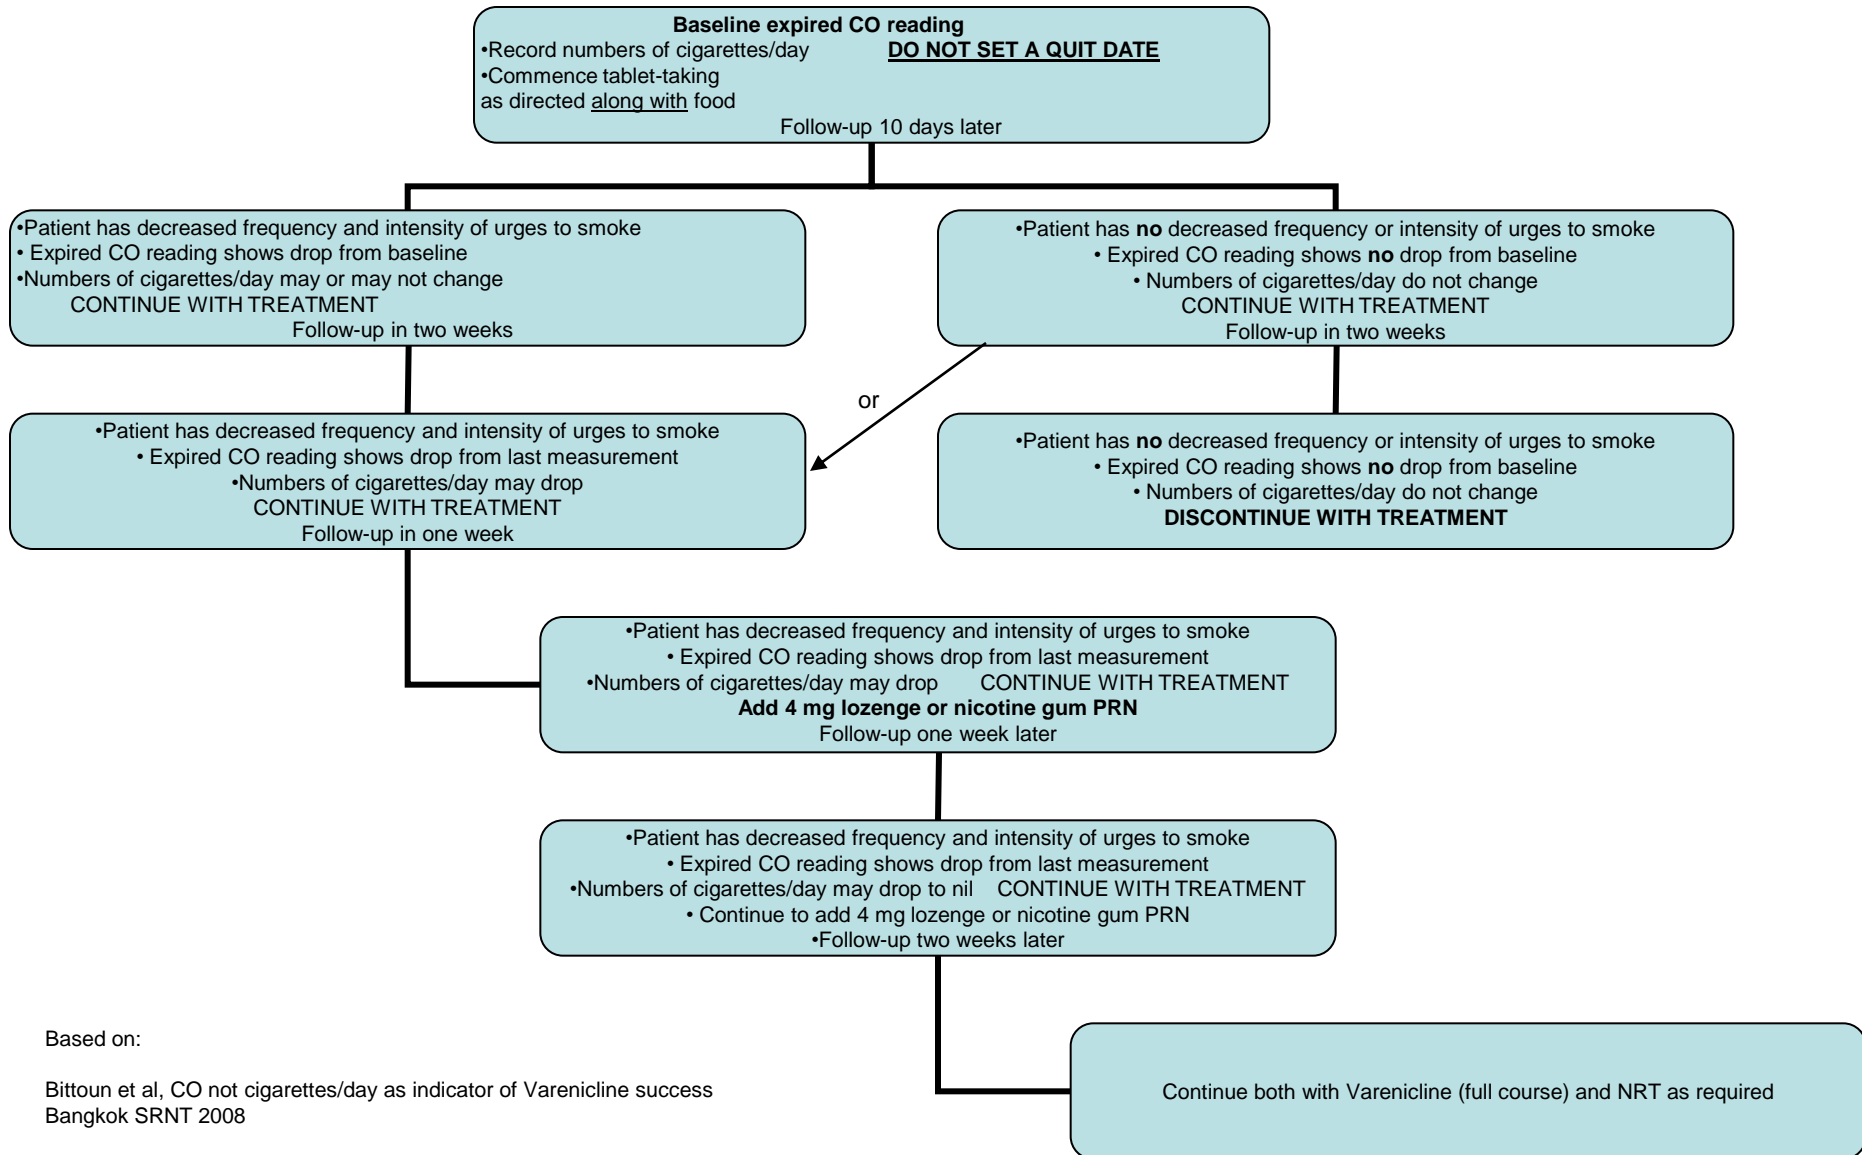 Baseline expired CO reading
•Record numbers of cigarettes/day DO NOT SET A QUIT DATE
•Commence tablet-taking
as directed along with food
Follow-up 10 days later
•Patient has decreased frequency and intensity of urges to smoke
• Expired CO reading shows drop from baseline
•Numbers of cigarettes/day may or may not change
CONTINUE WITH TREATMENT
Follow-up in two weeks
•Patient has no decreased frequency or intensity of urges to smoke
• Expired CO reading shows no drop from baseline
• Numbers of cigarettes/day do not change
CONTINUE WITH TREATMENT
Follow-up in two weeks
or
•Patient has decreased frequency and intensity of urges to smoke
• Expired CO reading shows drop from last measurement
•Numbers of cigarettes/day may drop
CONTINUE WITH TREATMENT
Follow-up in one week
•Patient has no decreased frequency or intensity of urges to smoke
• Expired CO reading shows no drop from baseline
• Numbers of cigarettes/day do not change
DISCONTINUE WITH TREATMENT
•Patient has decreased frequency and intensity of urges to smoke
• Expired CO reading shows drop from last measurement
•Numbers of cigarettes/day may drop CONTINUE WITH TREATMENT
Add 4 mg lozenge or nicotine gum PRN
Follow-up one week later
•Patient has decreased frequency and intensity of urges to smoke
• Expired CO reading shows drop from last measurement
•Numbers of cigarettes/day may drop to nil CONTINUE WITH TREATMENT
• Continue to add 4 mg lozenge or nicotine gum PRN
•Follow-up two weeks later
Based on:
Bittoun et al, CO not cigarettes/day as indicator of Varenicline success
Bangkok SRNT 2008
Continue both with Varenicline (full course) and NRT as required